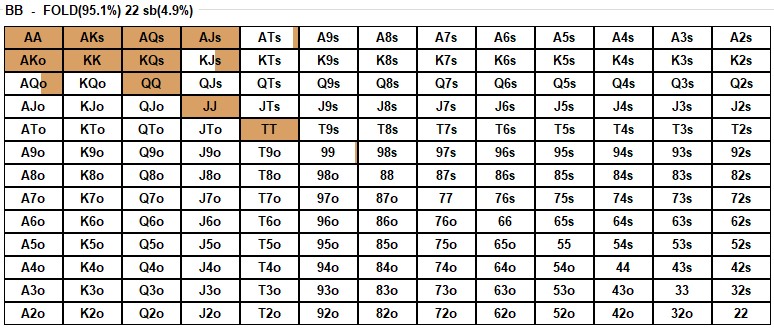 BB - FOLD(95.1%) 22 sb(4.9%)
AA AKs AQs AJs ATs A9s A8s A7s A6s A5s A4s A3s A2s
AKo KK KQs KJs KTs K9s K8s K7s K6s K5s K4s K3s K2s
AQo KQo QQ QJs QTs Q9s Q8s Q7s Q6s Q5s Q4s Q3s Q2s
AJo KJo QJo JJ JTs J9s J8s J7s J6s J5s J4s J3s J2s
ATo KTo QTo JTo TT T9s T8s T7s T6s T5s T4s T3s T2s
A9o K9o Q9o J9o T9o 99 98s 97s 96s 95s 94s 93s 92s
A8o K8o Q8o J8o T8o 98o 88 87s 86s 85s 84s 83s 82s
A7o K7o Q7o J7o T7o 97o 87o 77 76s 75s 74s 73s 72s
A6o K6o Q6o J6o T6o 96o 86o 76o 66 65s 64s 63s 62s
A5o K5o Q5o J5o T5o 95o 85o 75o 65o 55 54s 53s 52s
A4o K4o Q4o J4o T4o 94o 84o 74o 64o 54o 44 43s 42s
A3o K3o Q3o J3o T3o 93o 83o 73o 63o 53o 43o 33 32s
A2o K2o Q2o J2o T2o 92o 82o 72o 62o 52o 42o 32o 22